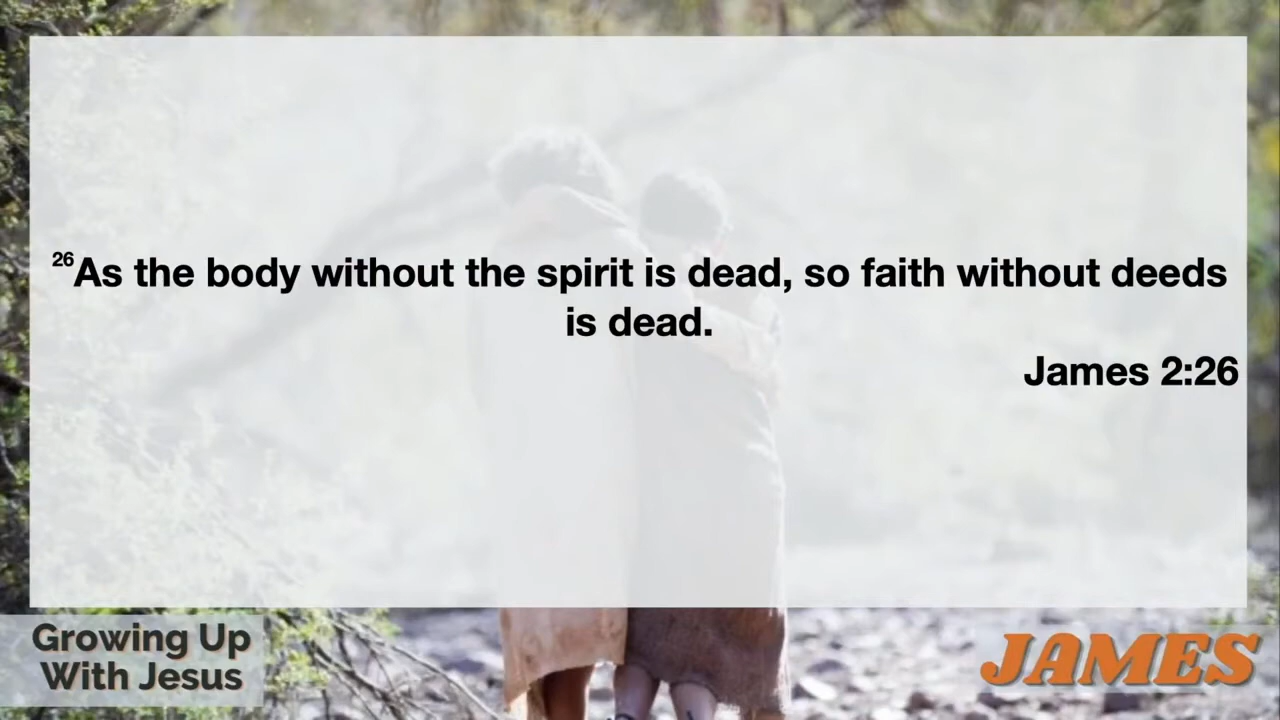 26As the body without the spirit is dead, so faith without deeds
is dead.
James 2:26
Growing Up
With Jesus
JAMES